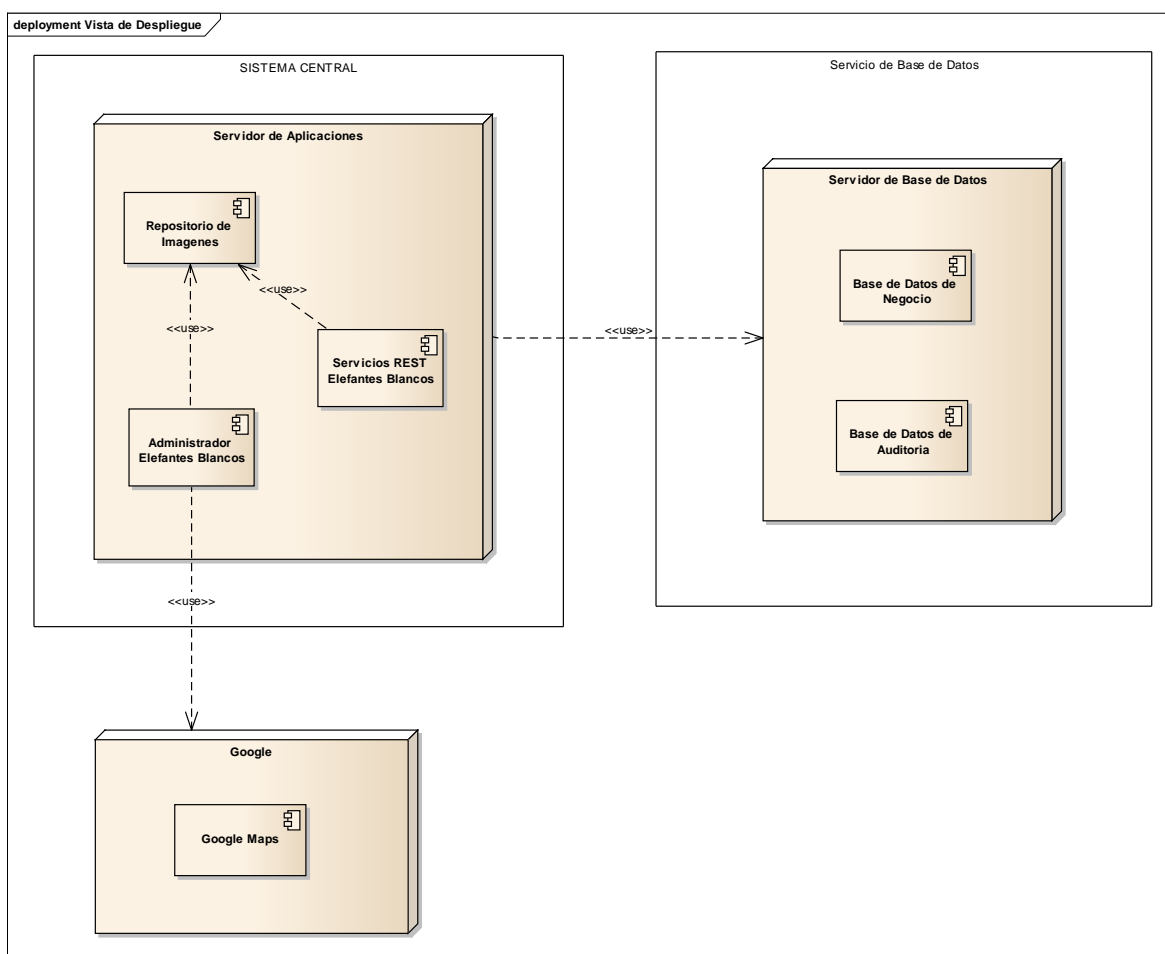 deployment Vista de Despliegue
SISTEMA CENTRAL
Servidor de Aplicaciones
Repositorio de
Imagenes
<<use>>
<<use>>
Servicios REST
Elefantes Blancos
Administrador
Elefantes Blancos
<<use>>
<<use>>
Servicio de Base de Datos
Servidor de Base de Datos
Base de Datos de
Negocio
Base de Datos de
Auditoria
Google
Google Maps